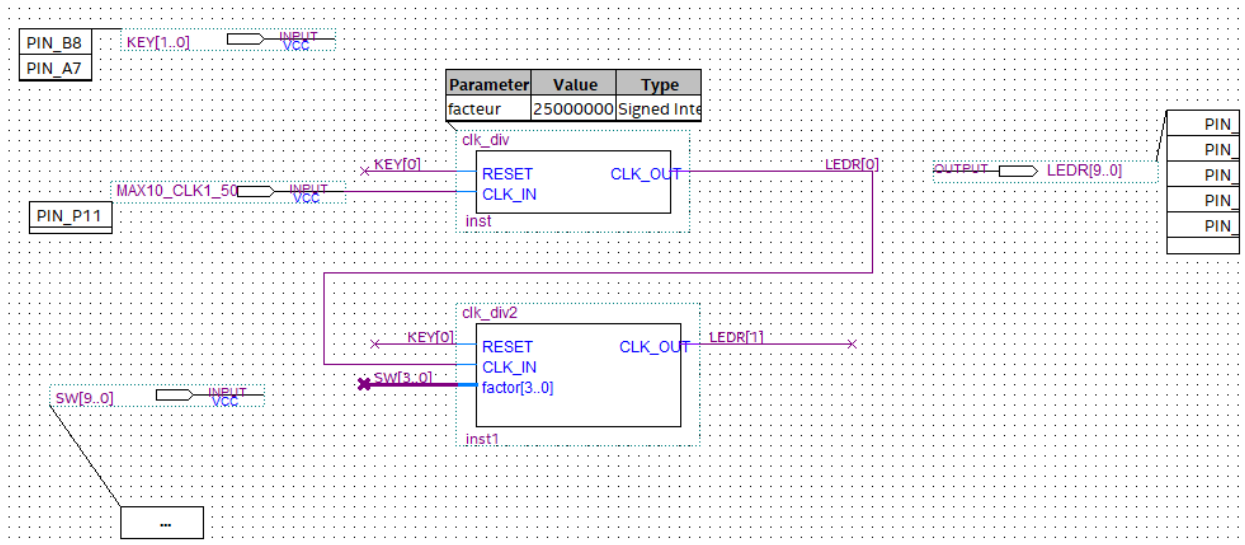 PIN_B8
PIN_A7
KEY[1..0]
INPUT
VCC
Parameter Value Type
facteur 25000000 Signed Inte
clk_div
KEY[0]
RESET
CLK_OUT
LEDR[0]
MAX10_CLK1_50
INPUT
VCC
CLK_IN
PIN_P11
inst
OUTPUT
LEDR[9..0]
PIN_
PIN_
PIN_
PIN_
PIN_
clk_div2
KEY[0]
RESET
CLK_OUT
LEDR[1]
CLK_IN
SW[3..0]
factor[3..0]
inst1
SW[9..0]
INPUT
VCC
...